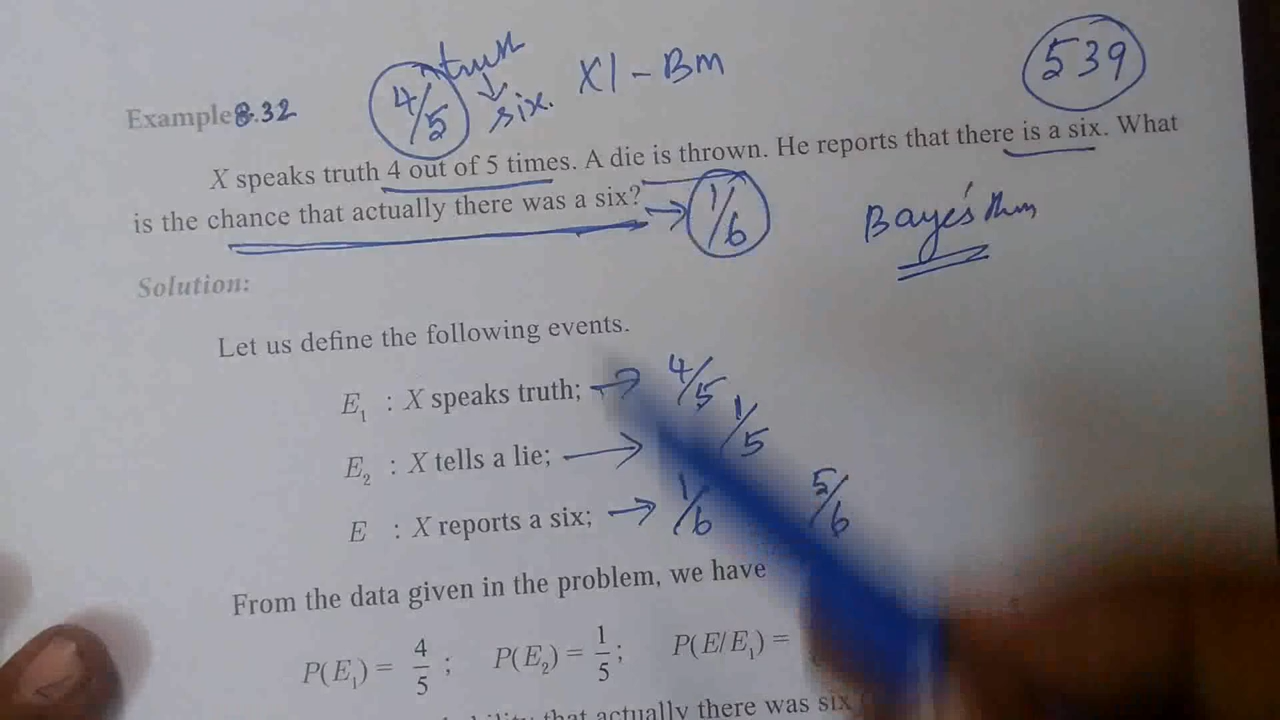 truth
4/5 six. XI - BM 539
Example 8.32
X speaks truth 4 out of 5 times. A die is thrown. He reports that there is a six. What
is the chance that actually there was a six? 1/6
Baye's thm
Solution:
Let us define the following events.
E₁ : X speaks truth; 4/5
E₂ : X tells a lie; 1/5
E : X reports a six; 1/6 5/6
From the data given in the problem, we have
P(E₁) = 4/5 ; P(E₂) = 1/5; P(E/E₁) =
that actually there was six